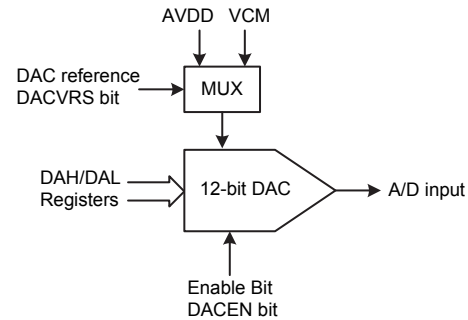 AVDD VCM
DAC reference
DACVRS bit
MUX
DAH/DAL
Registers
12-bit DAC
A/D input
Enable Bit
DACEN bit